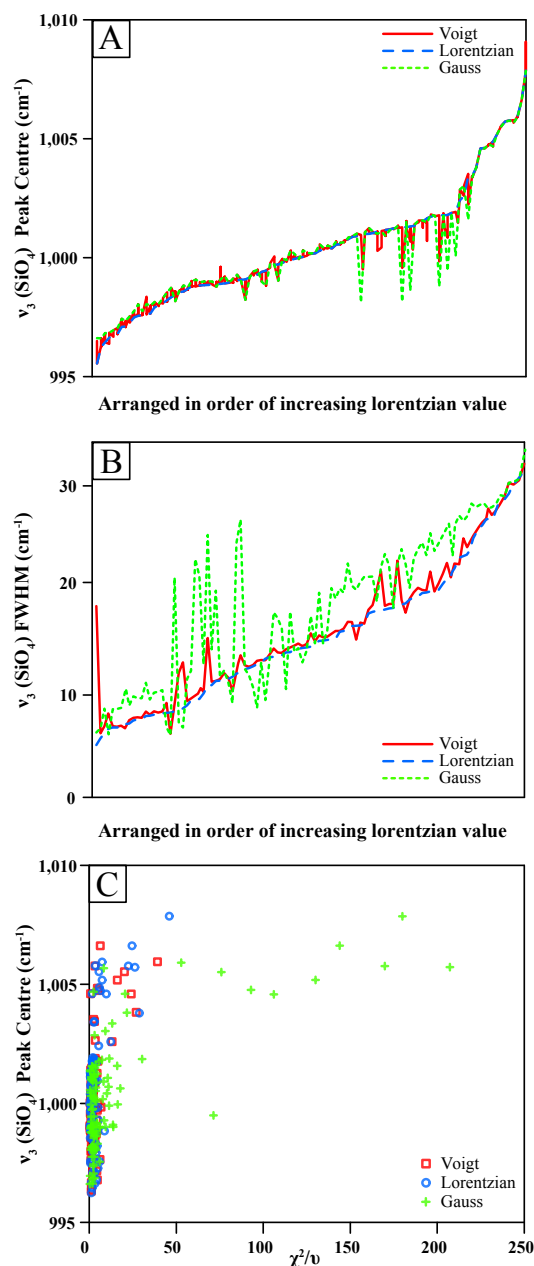 A
1,010
1,005
1,000
995
ν3 (SiO4) Peak Centre (cm-1)
Voigt
Lorentzian
Gauss
Arranged in order of increasing lorentzian value
B
30
20
10
0
ν3 (SiO4) FWHM (cm-1)
Voigt
Lorentzian
Gauss
Arranged in order of increasing lorentzian value
C
1,010
1,005
1,000
995
ν3 (SiO4) Peak Centre (cm-1)
Voigt
Lorentzian
Gauss
0 50 100 150 200 250
χ2/υ